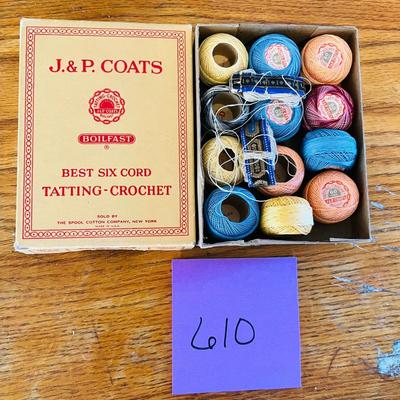 J. & P. COATS
BOILFAST
®
BEST SIX CORD
TATTING-CROCHET
SOLD BY
THE SPOOL COTTON COMPANY, NEW YORK
MADE IN U.S.A.
610